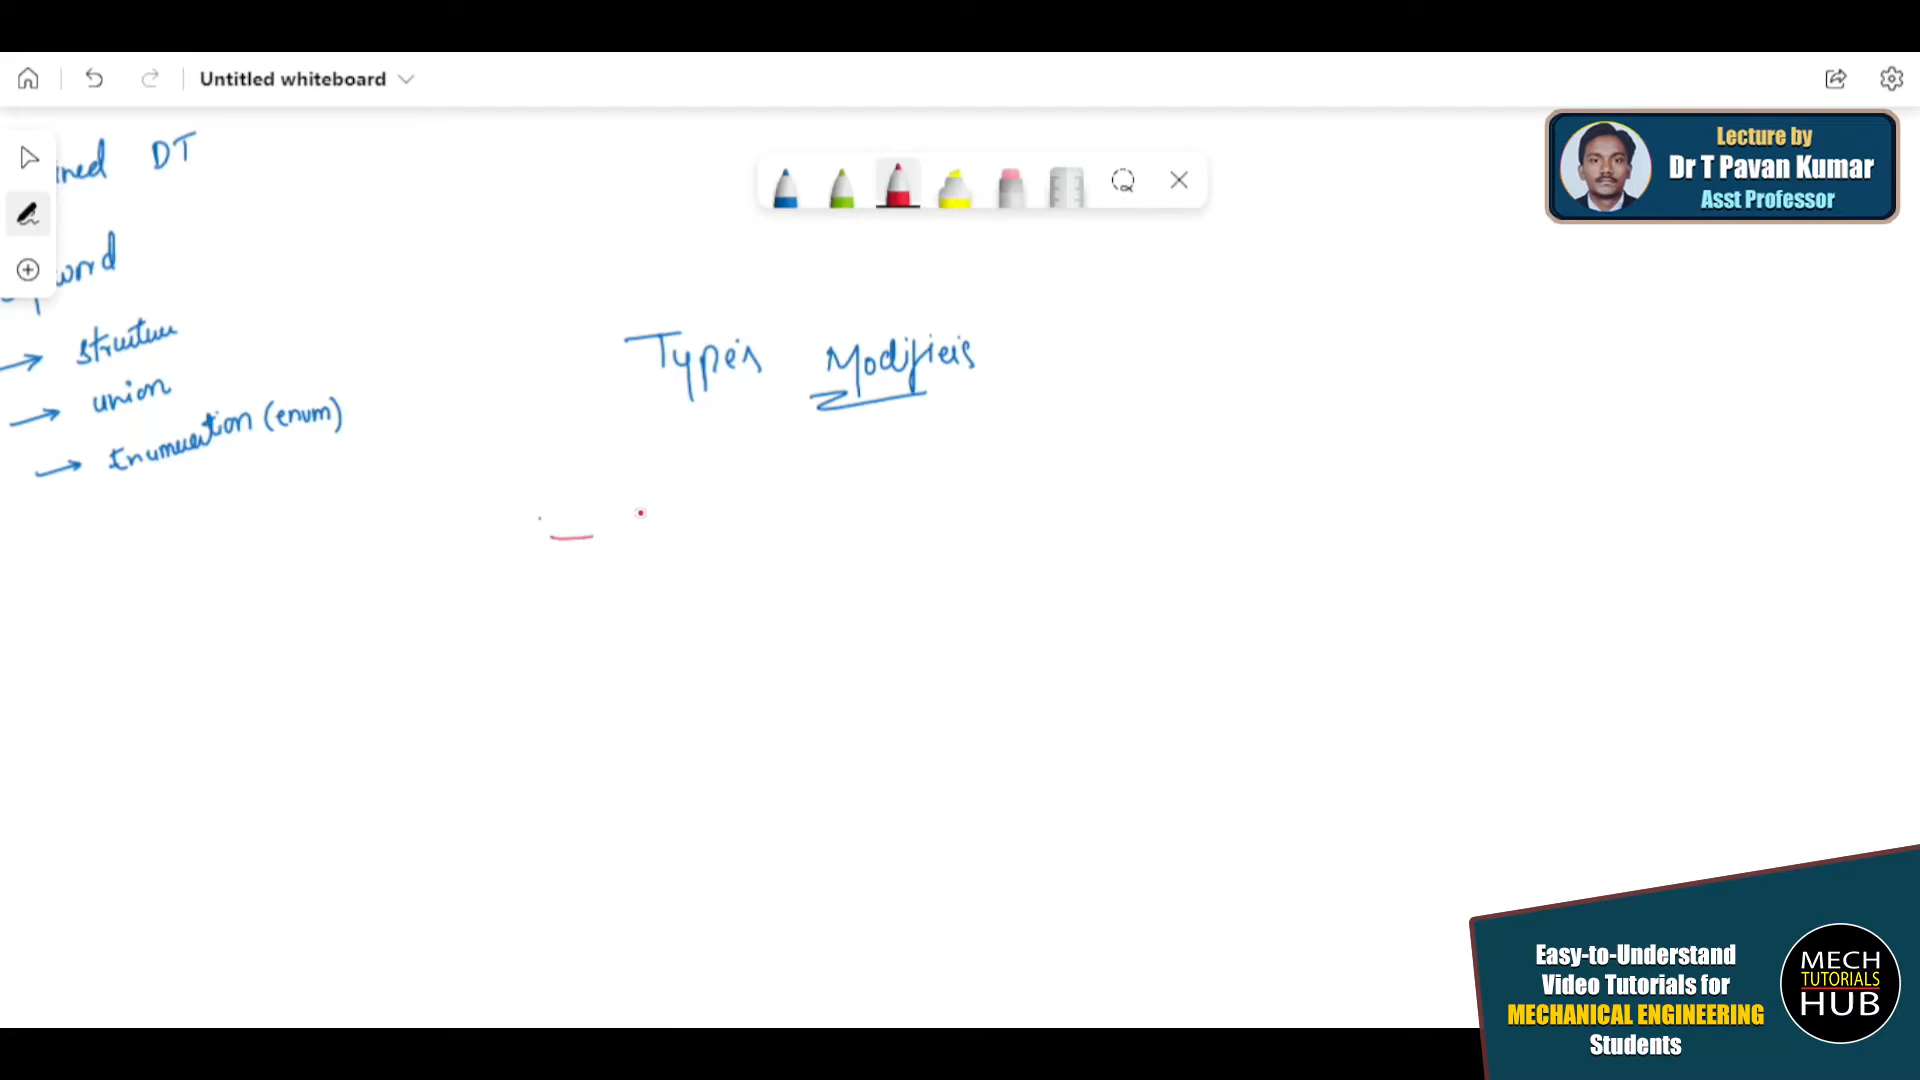 Untitled whiteboard
Lecture by
Dr T Pavan Kumar
Asst Professor
ined DT
word
structure
union
Enumeration (enum)
Types Modifiers
Easy-to-Understand
Video Tutorials for
MECHANICAL ENGINEERING
Students
MECH
TUTORIALS
HUB